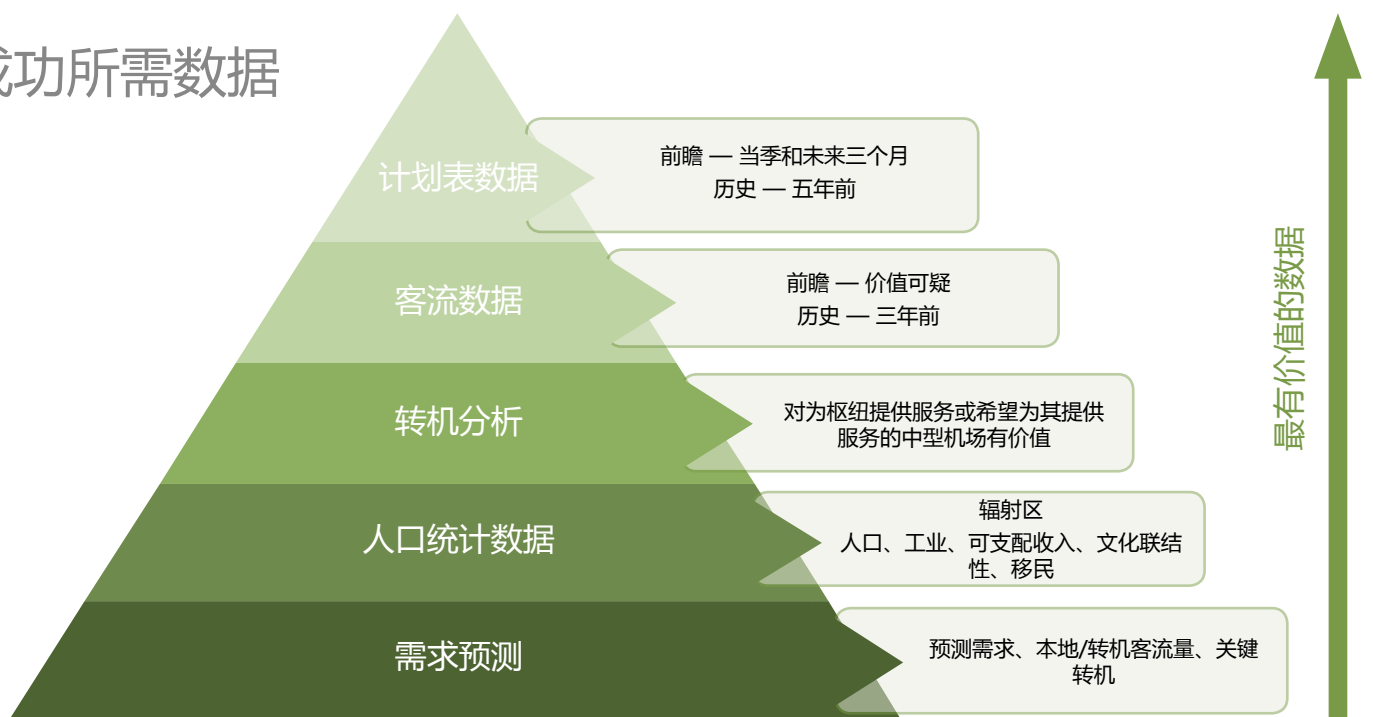 成功所需数据
计划表数据
前瞻 — 当季和未来三个月
历史 — 五年前
客流数据
前瞻 — 价值可疑
历史 — 三年前
转机分析
对为枢纽提供服务或希望为其提供
服务的中型机场有价值
人口统计数据
辐射区
人口、工业、可支配收入、文化联结
性、移民
需求预测
预测需求、本地/转机客流量、关键
转机
最有价值的数据